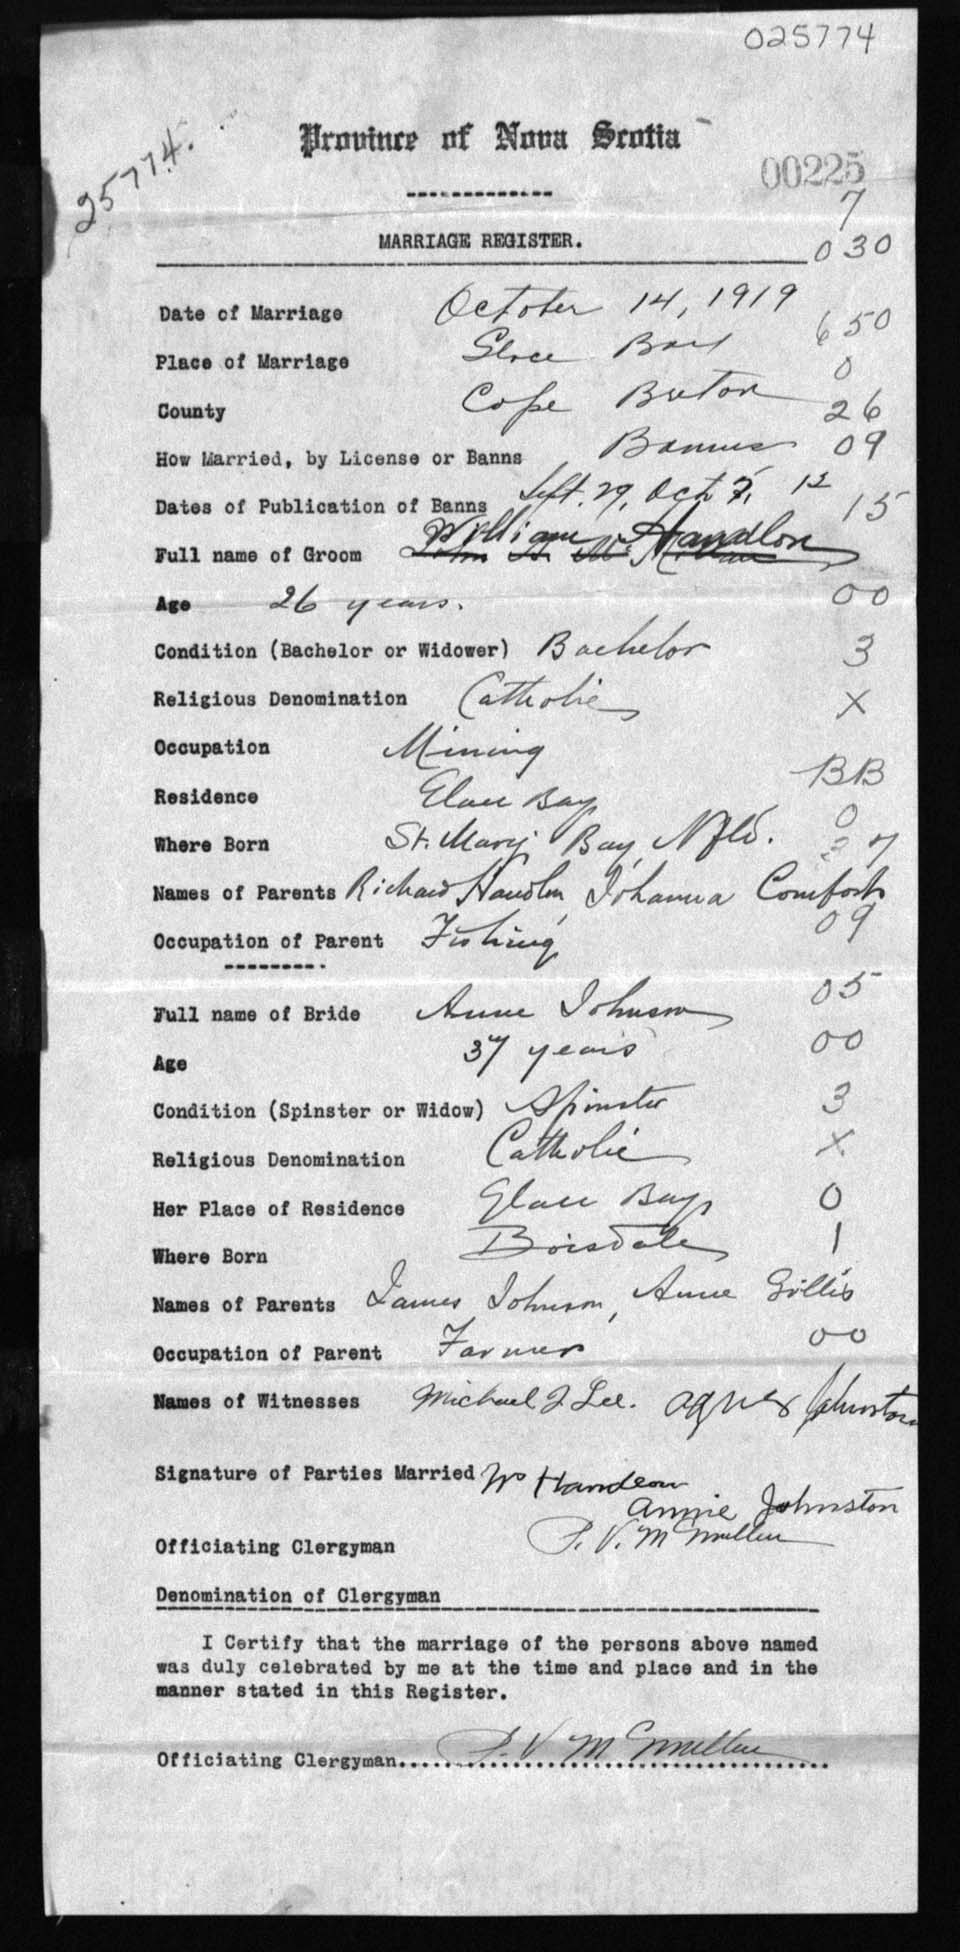 025774
25774.
Province of Nova Scotia
00225
7
MARRIAGE REGISTER.
030
Date of Marriage October 14, 1919
650
Place of Marriage Glace Bay
0
County Cape Breton
26
How Married, by License or Banns Banns
09
Dates of Publication of Banns Sept. 29, Oct 5, 12
15
Full name of Groom William Handlon
Age 26 years.
00
Condition (Bachelor or Widower) Bachelor
3
Religious Denomination Catholic
X
Occupation Mining
BB
Residence Glace Bay
0
Where Born St. Marys Bay, Nfld.
7
Names of Parents Richard Handlon, Johanna Comfort
09
Occupation of Parent Fishing
05
Full name of Bride Anne Johnson
00
Age 37 years
Condition (Spinster or Widow) Spinster
3
Religious Denomination Catholic
X
Her Place of Residence Glace Bay
0
Where Born Boisdale
1
Names of Parents James Johnson, Anne Gillis
Occupation of Parent Farmer
00
Names of Witnesses Michael J Lee. Agnes Johnston
Signature of Parties Married Wm Handlon
Annie Johnston
Officiating Clergyman P. V. McMullen
Denomination of Clergyman
I Certify that the marriage of the persons above named
was duly celebrated by me at the time and place and in the
manner stated in this Register.
Officiating Clergyman P. V McMullen